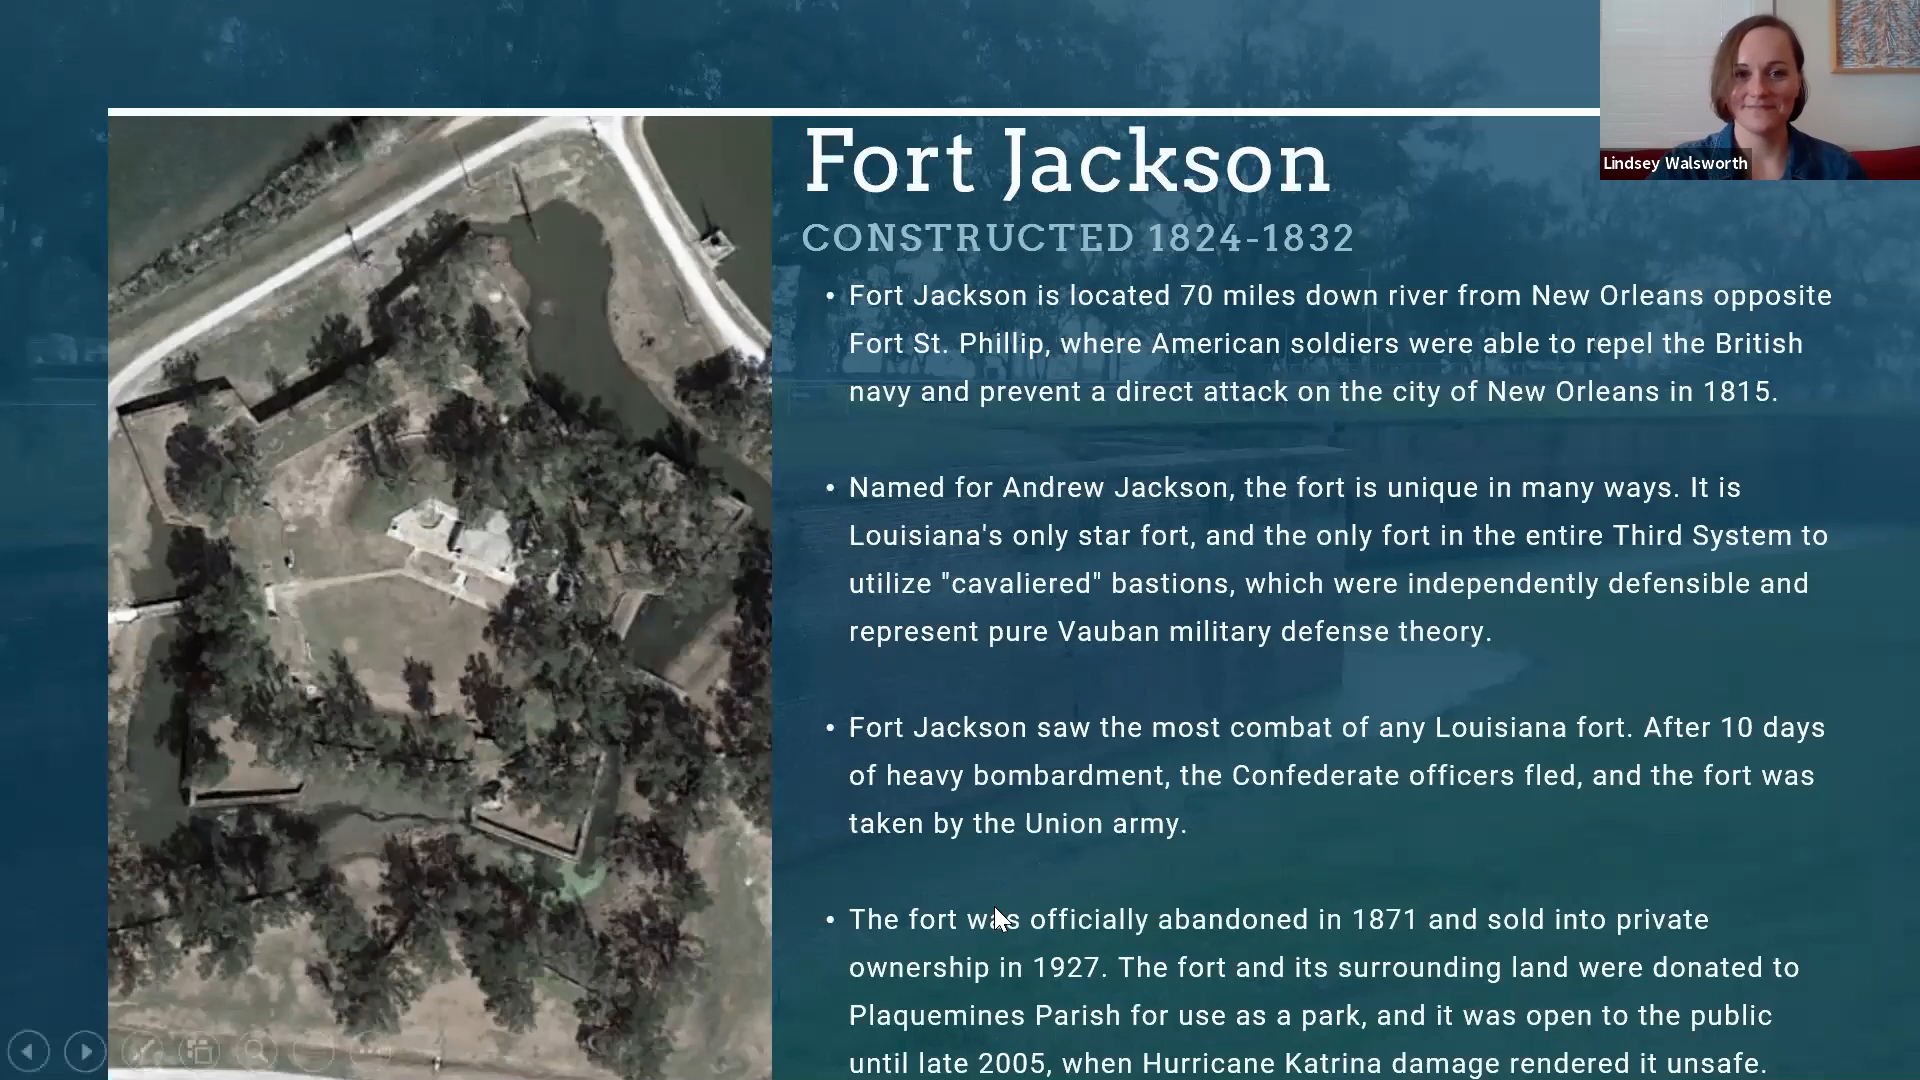 Fort Jackson
CONSTRUCTED 1824-1832
• Fort Jackson is located 70 miles down river from New Orleans opposite
Fort St. Phillip, where American soldiers were able to repel the British
navy and prevent a direct attack on the city of New Orleans in 1815.
• Named for Andrew Jackson, the fort is unique in many ways. It is
Louisiana's only star fort, and the only fort in the entire Third System to
utilize "cavaliered" bastions, which were independently defensible and
represent pure Vauban military defense theory.
• Fort Jackson saw the most combat of any Louisiana fort. After 10 days
of heavy bombardment, the Confederate officers fled, and the fort was
taken by the Union army.
• The fort was officially abandoned in 1871 and sold into private
ownership in 1927. The fort and its surrounding land were donated to
Plaquemines Parish for use as a park, and it was open to the public
until late 2005, when Hurricane Katrina damage rendered it unsafe.
Lindsey Walsworth